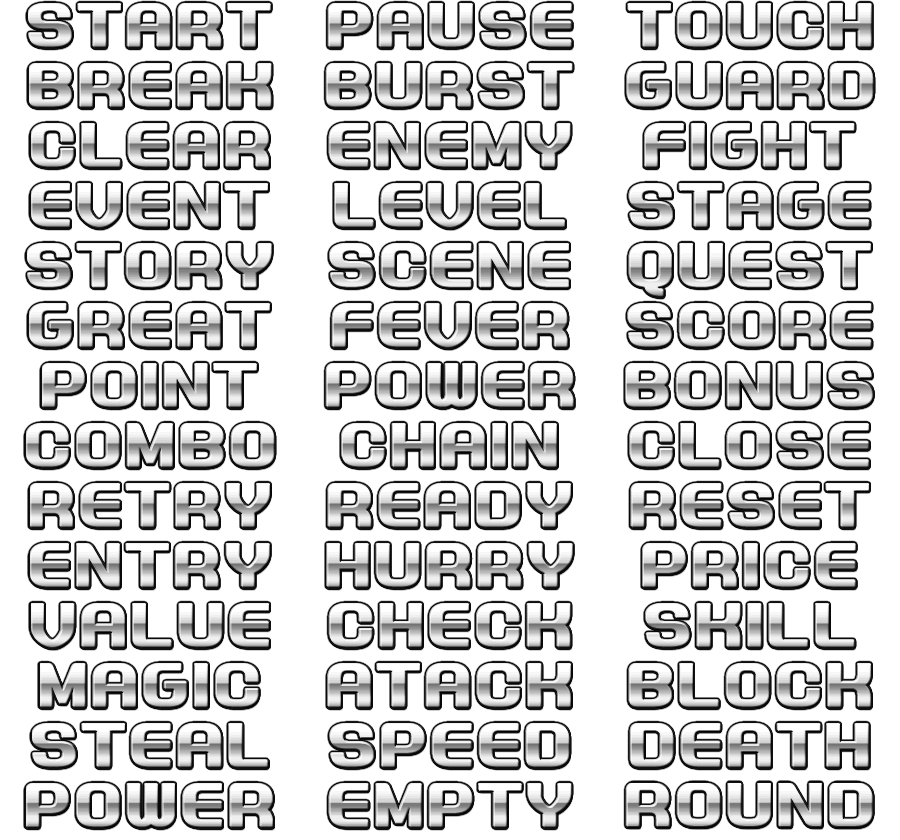 START PAUSE TOUCH
BREAK BURST GUARD
CLEAR ENEMY FIGHT
EVENT LEVEL STAGE
STORY SCENE QUEST
GREAT FEVER SCORE
POINT POWER BONUS
COMBO CHAIN CLOSE
RETRY READY RESET
ENTRY HURRY PRICE
VALUE CHECK SKILL
MAGIC ATACK BLOCK
STEAL SPEED DEATH
POWER EMPTY ROUND